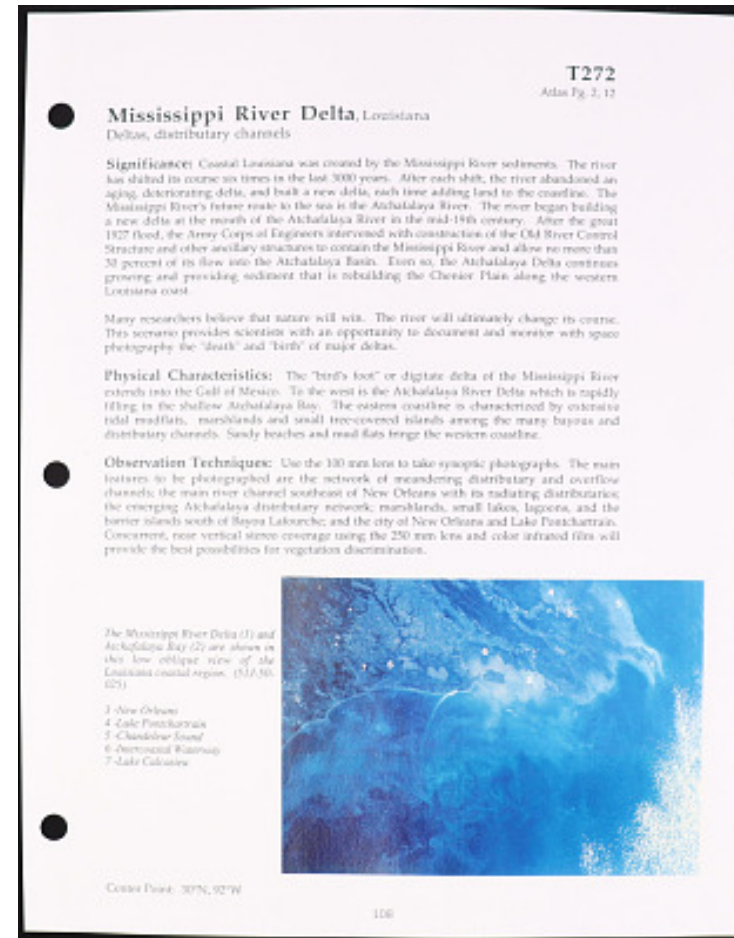 T272
Atlas Pg. 2, 12
Mississippi River Delta, Louisiana
Deltas, distributary channels
Significance: Coastal Louisiana was created by the Mississippi River sediments. The river
has shifted its course six times in the last 3000 years. After each shift, the river abandoned an
aging, deteriorating delta, and built a new delta, each time adding land to the coastline. The
Mississippi River's future route to the sea is the Atchafalaya River. The river began building
a new delta at the mouth of the Atchafalaya River in the mid-19th century. After the great
1927 flood, the Army Corps of Engineers intervened with construction of the Old River Control
Structure and other ancillary structures to contain the Mississippi River and allow no more than
30 percent of its flow into the Atchafalaya Basin. Even so, the Atchafalaya Delta continues
growing and providing sediment that is rebuilding the Chenier Plain along the western
Louisiana coast.
Many researchers believe that nature will win. The river will ultimately change its course.
This scenario provides scientists with an opportunity to document and monitor with space
photography the "death" and "birth" of major deltas.
Physical Characteristics: The "bird's foot" or digitate delta of the Mississippi River
extends into the Gulf of Mexico. To the west is the Atchafalaya River Delta which is rapidly
filling in the shallow Atchafalaya Bay. The eastern coastline is characterized by extensive
tidal mudflats, marshlands and small tree-covered islands among the many bayous and
distributary channels. Sandy beaches and mud flats fringe the western coastline.
Observation Techniques: Use the 100 mm lens to take synoptic photographs. The main
features to be photographed are the network of meandering distributary and overflow
channels; the main river channel southeast of New Orleans with its radiating distributaries;
the emerging Atchafalaya distributary network; marshlands, small lakes, lagoons, and the
barrier islands south of Bayou Lafourche; and the city of New Orleans and Lake Pontchartrain.
Concurrent, near vertical stereo coverage using the 250 mm lens and color infrared film will
provide the best possibilities for vegetation discrimination.
The Mississippi River Delta (1) and
Atchafalaya Bay (2) are shown in
this low oblique view of the
Louisiana coastal region.
3 -New Orleans
4 -Lake Pontchartrain
5 -Chandeleur Sound
6 -Intercoastal Waterway
7 -Lake Calcasieu
Center Point: 30°N, 92°W
108